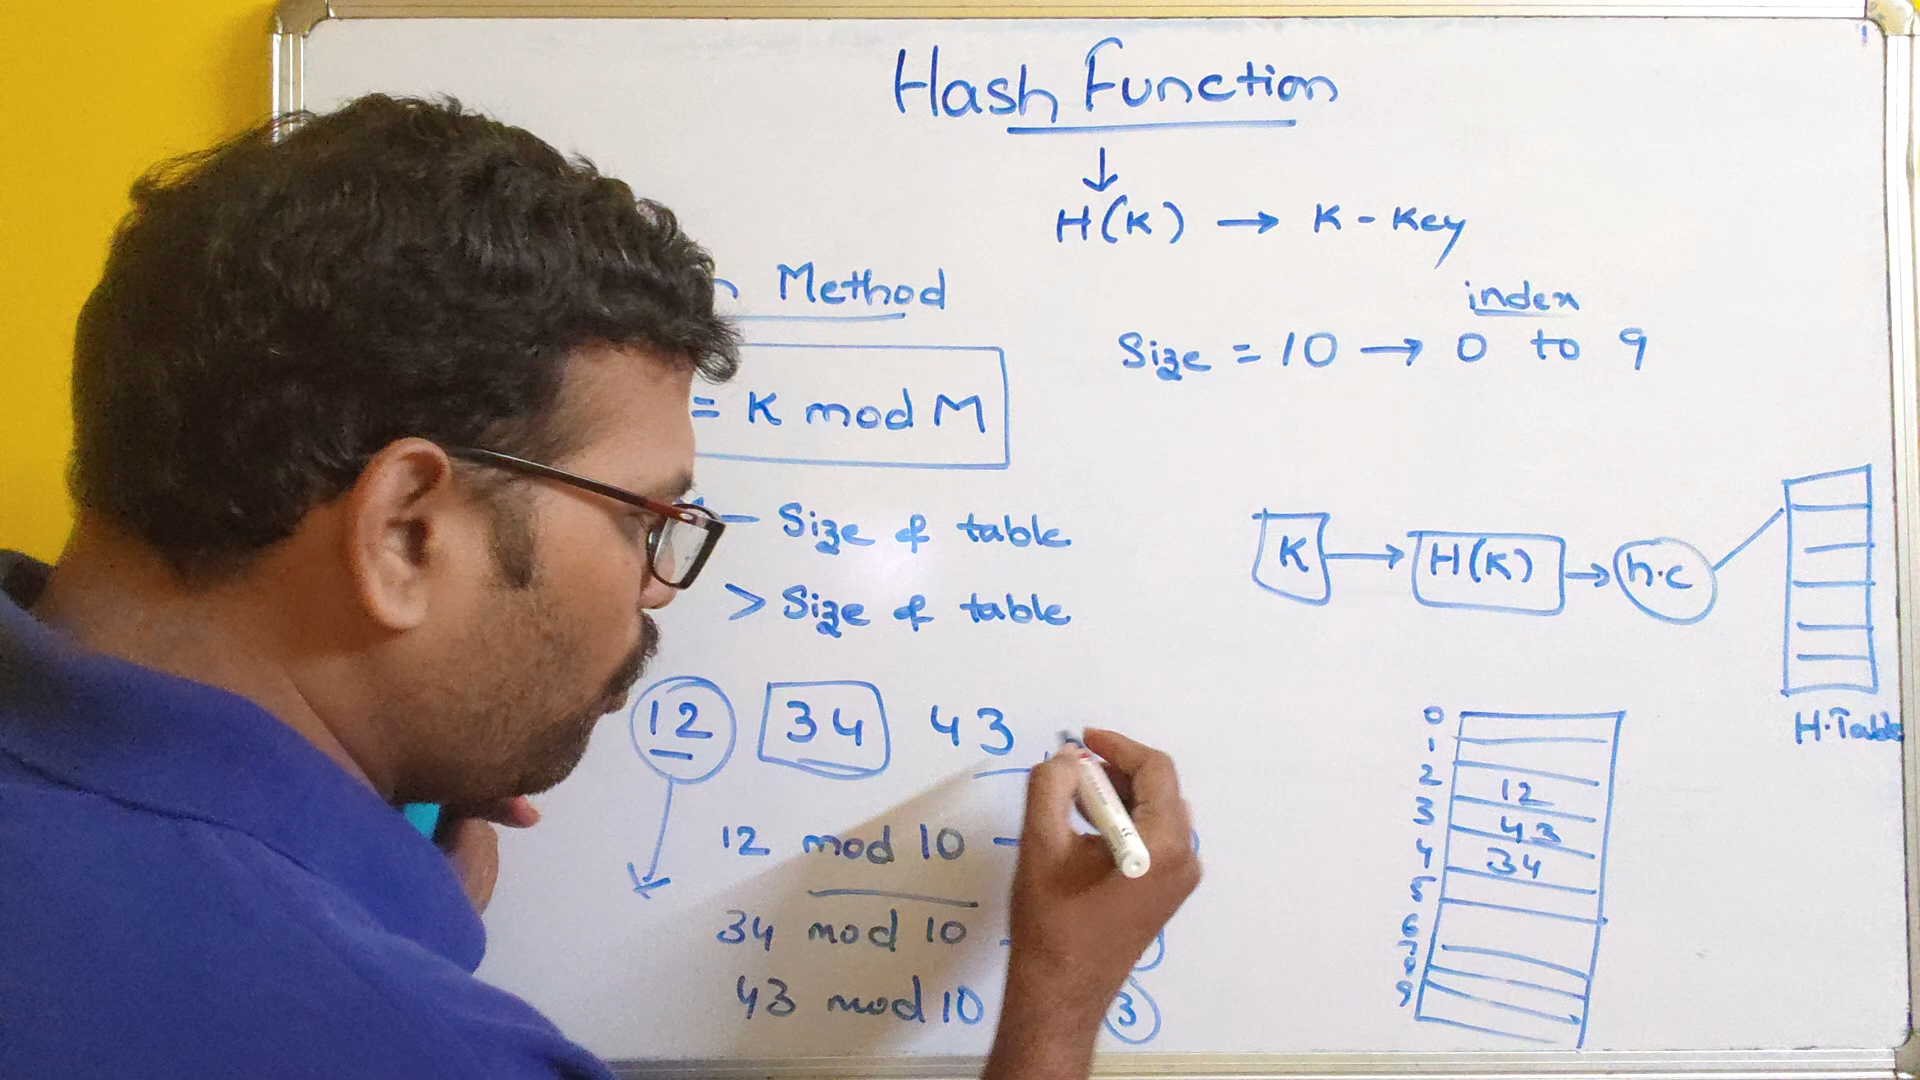 Hash Function
↓
H(K) → K - Key
Method
index
Size = 10 → 0 to 9
= K mod M
- Size of table
> Size of table
K → H(K) → h.c
H.Table
12 34 43
12 mod 10
34 mod 10
43 mod 10 3
0
1
2 12
3 43
4 34
5
6
7
8
9